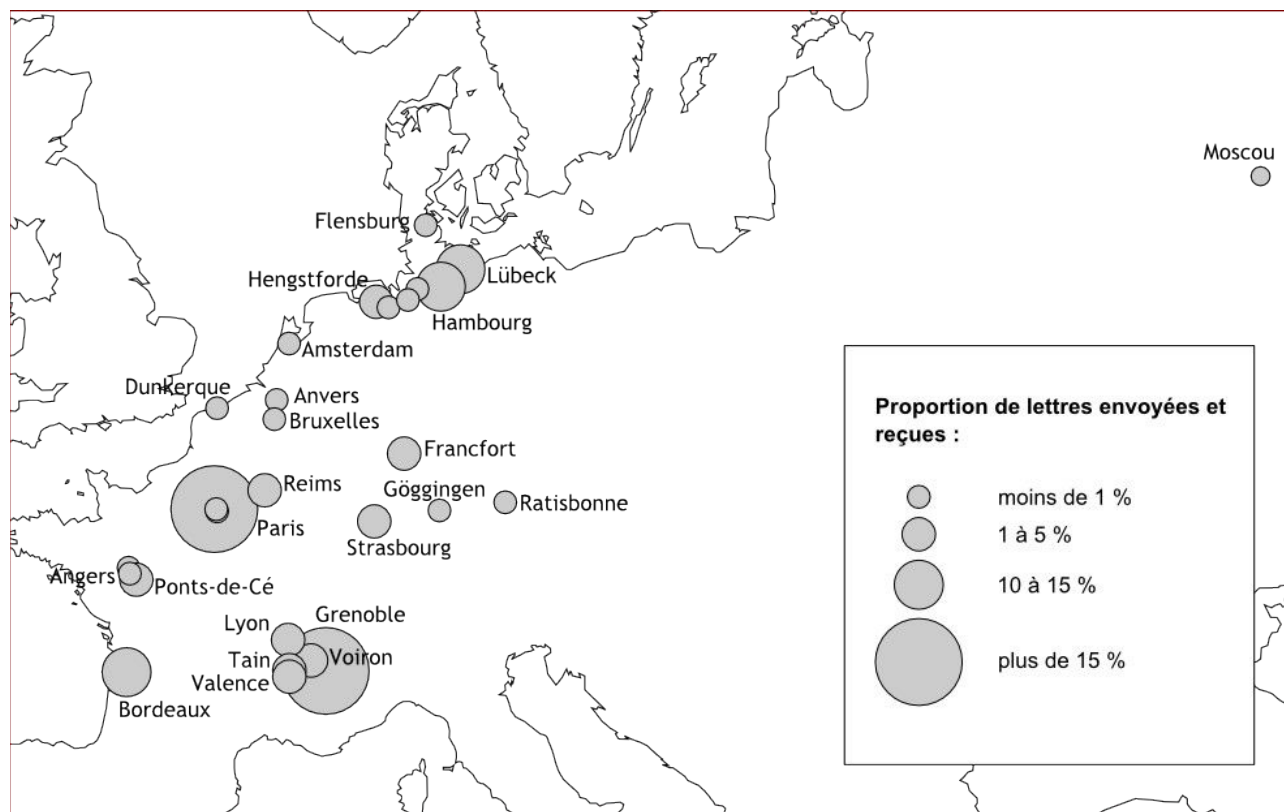 Moscou
Flensburg
Hengstforde
Lübeck
Hambourg
Amsterdam
Dunkerque
Anvers
Bruxelles
Francfort
Reims
Göggingen
Ratisbonne
Paris
Strasbourg
Angers
Ponts-de-Cé
Lyon
Grenoble
Tain
Voiron
Valence
Bordeaux
Proportion de lettres envoyées et
reçues :
moins de 1 %
1 à 5 %
10 à 15 %
plus de 15 %